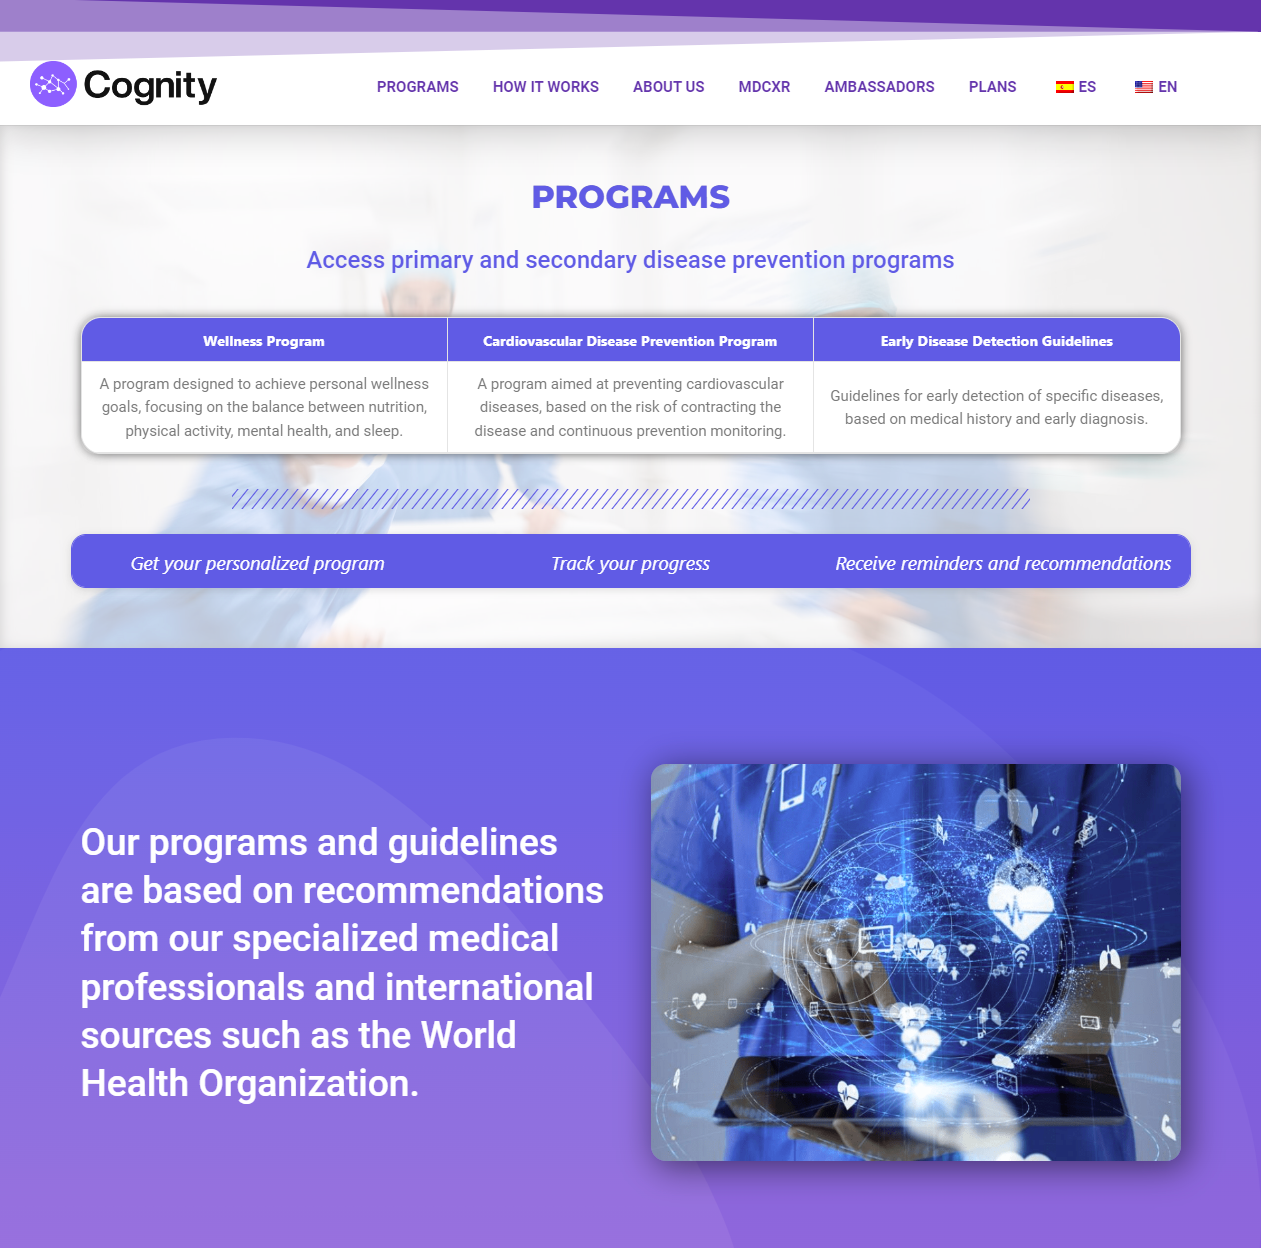 Cognity
PROGRAMS HOW IT WORKS ABOUT US MDCXR AMBASSADORS PLANS ES EN
PROGRAMS
Access primary and secondary disease prevention programs
Wellness Program
A program designed to achieve personal wellness
goals, focusing on the balance between nutrition,
physical activity, mental health, and sleep.
Cardiovascular Disease Prevention Program
A program aimed at preventing cardiovascular
diseases, based on the risk of contracting the
disease and continuous prevention monitoring.
Early Disease Detection Guidelines
Guidelines for early detection of specific diseases,
based on medical history and early diagnosis.
Get your personalized program
Track your progress
Receive reminders and recommendations
Our programs and guidelines
are based on recommendations
from our specialized medical
professionals and international
sources such as the World
Health Organization.